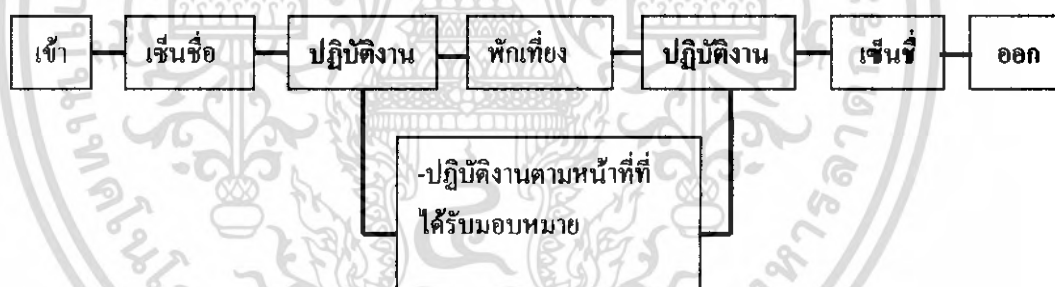 เข้า เซ็นชื่อ ปฏิบัติงาน พักเที่ยง ปฏิบัติงาน เซ็นชื่ ออก
-ปฏิบัติงานตามหน้าที่ที่
ได้รับมอบหมาย